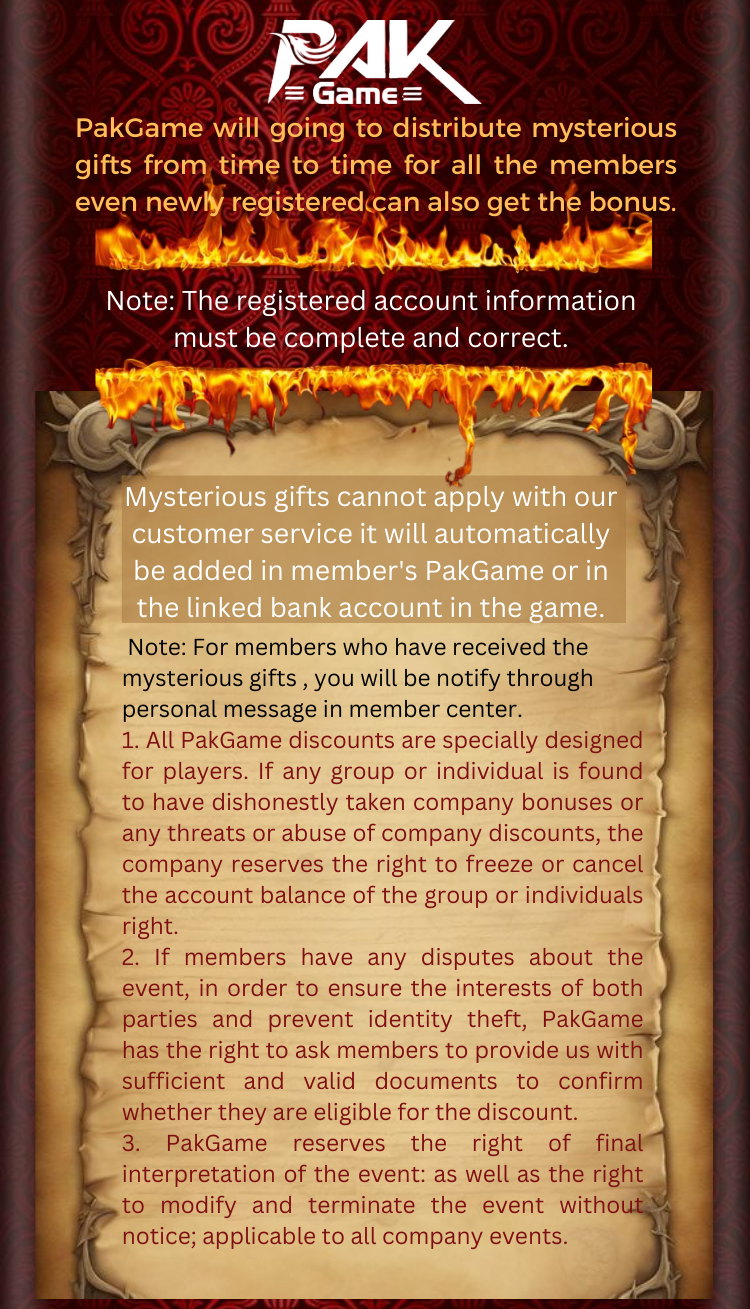 PAK
Game
PakGame will going to distribute mysterious
gifts from time to time for all the members
even newly registered can also get the bonus.
Note: The registered account information
must be complete and correct.
Mysterious gifts cannot apply with our
customer service it will automatically
be added in member's PakGame or in
the linked bank account in the game.
Note: For members who have received the
mysterious gifts , you will be notify through
personal message in member center.
1. All PakGame discounts are specially designed
for players. If any group or individual is found
to have dishonestly taken company bonuses or
any threats or abuse of company discounts, the
company reserves the right to freeze or cancel
the account balance of the group or individuals
right.
2. If members have any disputes about the
event, in order to ensure the interests of both
parties and prevent identity theft, PakGame
has the right to ask members to provide us with
sufficient and valid documents to confirm
whether they are eligible for the discount.
3. PakGame reserves the right of final
interpretation of the event: as well as the right
to modify and terminate the event without
notice; applicable to all company events.